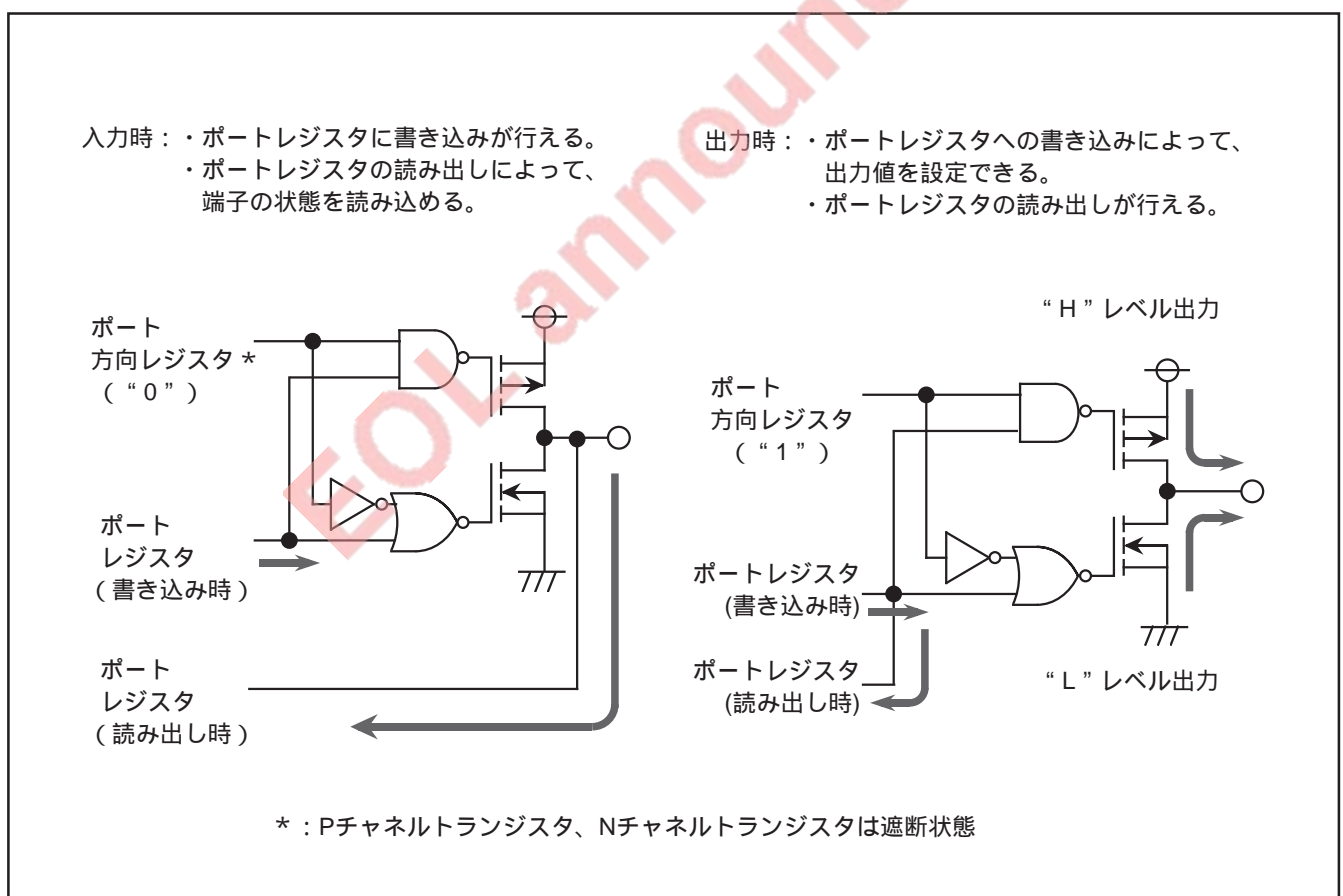 入力時：・ポートレジスタに書き込みが行える。
・ポートレジスタの読み出しによって、
端子の状態を読み込める。
出力時：・ポートレジスタへの書き込みによって、
出力値を設定できる。
・ポートレジスタの読み出しが行える。
ポート
方向レジスタ＊
（“0”）
ポート
レジスタ
（書き込み時）
ポート
レジスタ
（読み出し時）
“H”レベル出力
ポート
方向レジスタ
（“1”）
ポートレジスタ
(書き込み時)
ポートレジスタ
(読み出し時)
“L”レベル出力
＊：Pチャネルトランジスタ、Nチャネルトランジスタは遮断状態
EOL announ